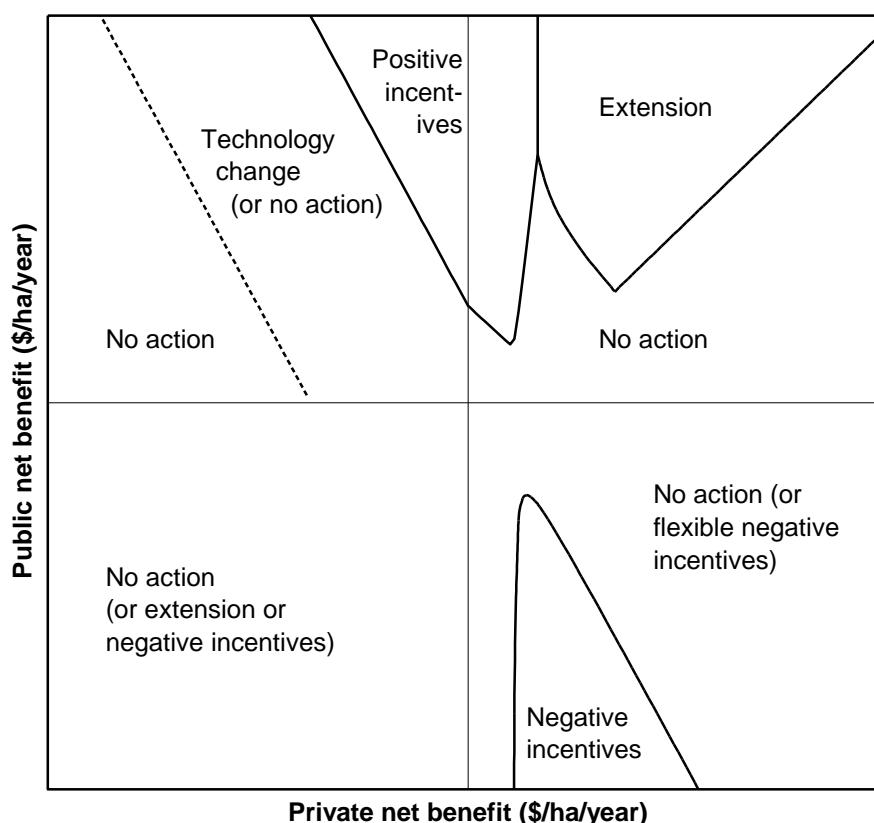 Positive
incent-
ives
Extension
Technology
change
(or no action)
No action
No action
No action (or
flexible negative
incentives)
No action
(or extension or
negative incentives)
Negative
incentives
Public net benefit ($/ha/year)
Private net benefit ($/ha/year)